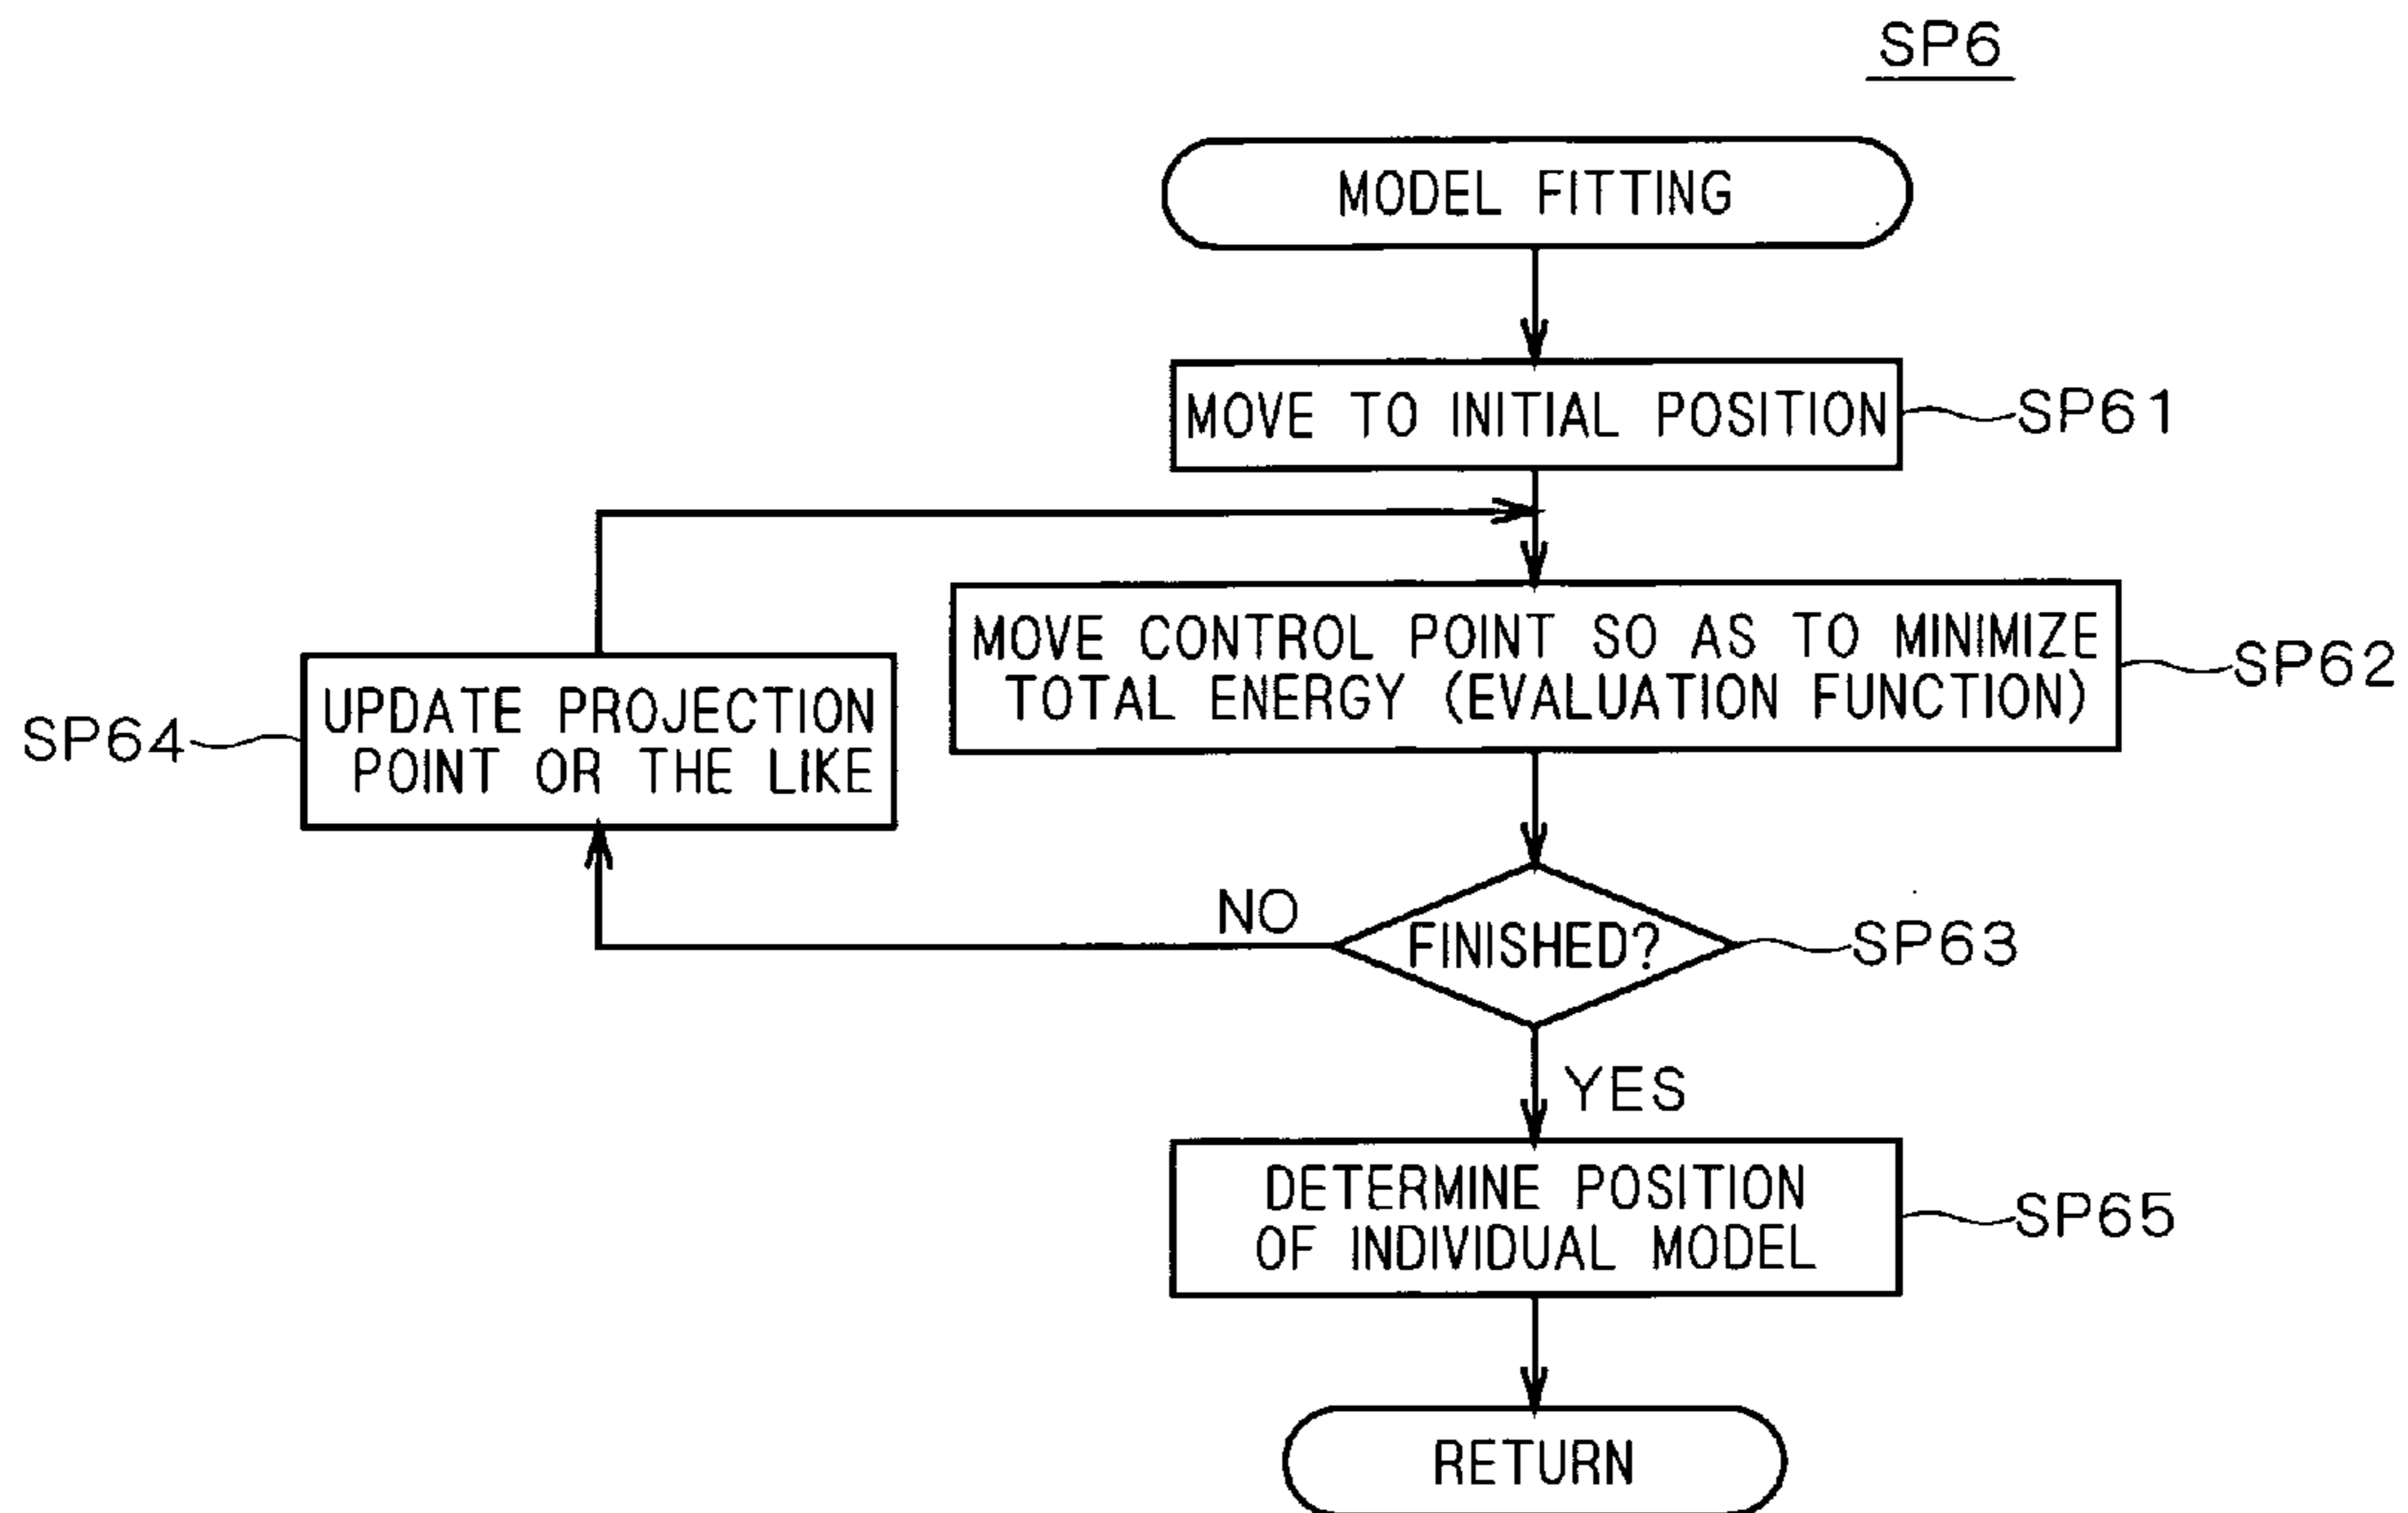 SP6
MODEL FITTING
MOVE TO INITIAL POSITION
SP61
MOVE CONTROL POINT SO AS TO MINIMIZE
TOTAL ENERGY (EVALUATION FUNCTION)
SP62
UPDATE PROJECTION
POINT OR THE LIKE
SP64
NO
FINISHED?
SP63
YES
DETERMINE POSITION
OF INDIVIDUAL MODEL
SP65
RETURN